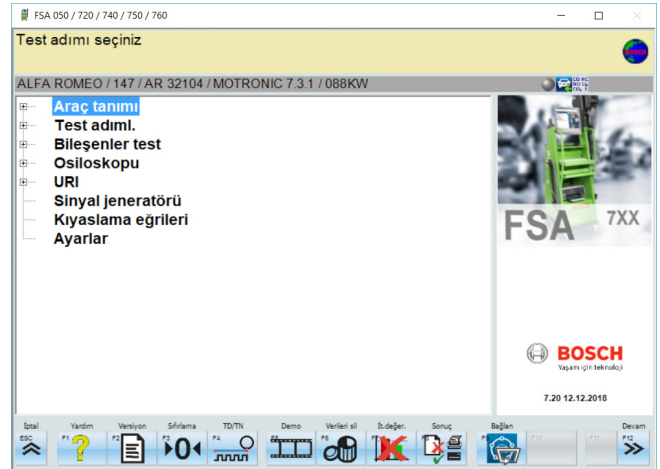 FSA 050 / 720 / 740 / 750 / 760
Test adımı seçiniz
ALFA ROMEO / 147 / AR 32104 / MOTRONIC 7.3.1 / 088KW
Araç tanımı
Test adıml.
Bileşenler test
Osiloskopu
URI
Sinyal jeneratörü
Kıyaslama eğrileri
Ayarlar
FSA 7XX
BOSCH
Yaşam için teknoloji
7.20 12.12.2018
İptal Yardım Versiyon Sıfırlama TD/TN Demo Verileri sil It.değer. Sonuç Bağlan Devam
ESC F1 F2 F3 F4 F6 F10 F11 F12